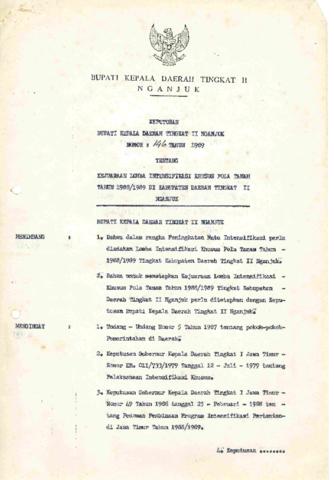 BUPATI KEPALA DAERAH TINGKAT II
NGANJUK
KEPUTUSAN
BUPATI KEPALA DAERAH TINGKAT II NGANJUK
NOMOR : 146 TAHUN 1989
TENTANG
KEJUARAAN LOMBA INTENSIFIKASI KHUSUS POLA TANAM
TAHUN 1988/1989 DI KABUPATEN DAERAH TINGKAT II
NGANJUK
BUPATI KEPALA DAERAH TINGKAT II NGANJUK
MENIMBANG : 1. Bahwa dalam rangka Peningkatan Mutu Intensifikasi perlu
diadakan Lomba Intensifikasi Khusus Pola Tanam Tahun -
1988/1989 Tingkat Kabupaten Daerah Tingkat II Nganjuk.
2. Bahwa untuk menetapkan Kejuaraan Lomba Intensifikasi -
Khusus Pola Tanam Tahun 1988/1989 Tingkat Kabupaten -
Daerah Tingkat II Nganjuk perlu ditetapkan dengan Kepu-
tusan Bupati Kepala Daerah Tingkat II Nganjuk.
MENGINGAT : 1. Undang - Undang Nomor 5 Tahun tentang pokok-pokok-
Pemerintahan di Daerah.
2. Keputusan Gubernur Kepala Daerah Tingkat I Jawa Timur -
Nomor 733/1979 Tanggal 12 - Juli - 1979 tentang
Pelaksanaan Intensifikasi Khusus.
3. Keputusan Gubernur Kepala Daerah Tingkat I Jawa Timur-
Nomor 49 Tahun 1988 tanggal 25 - Februari - 1988 ten -
tang Pedoman Pembinaan Program Intensifikasi Pertanian-
di Jawa Timur Tahun 1988/1989.
4. Keputusan ........